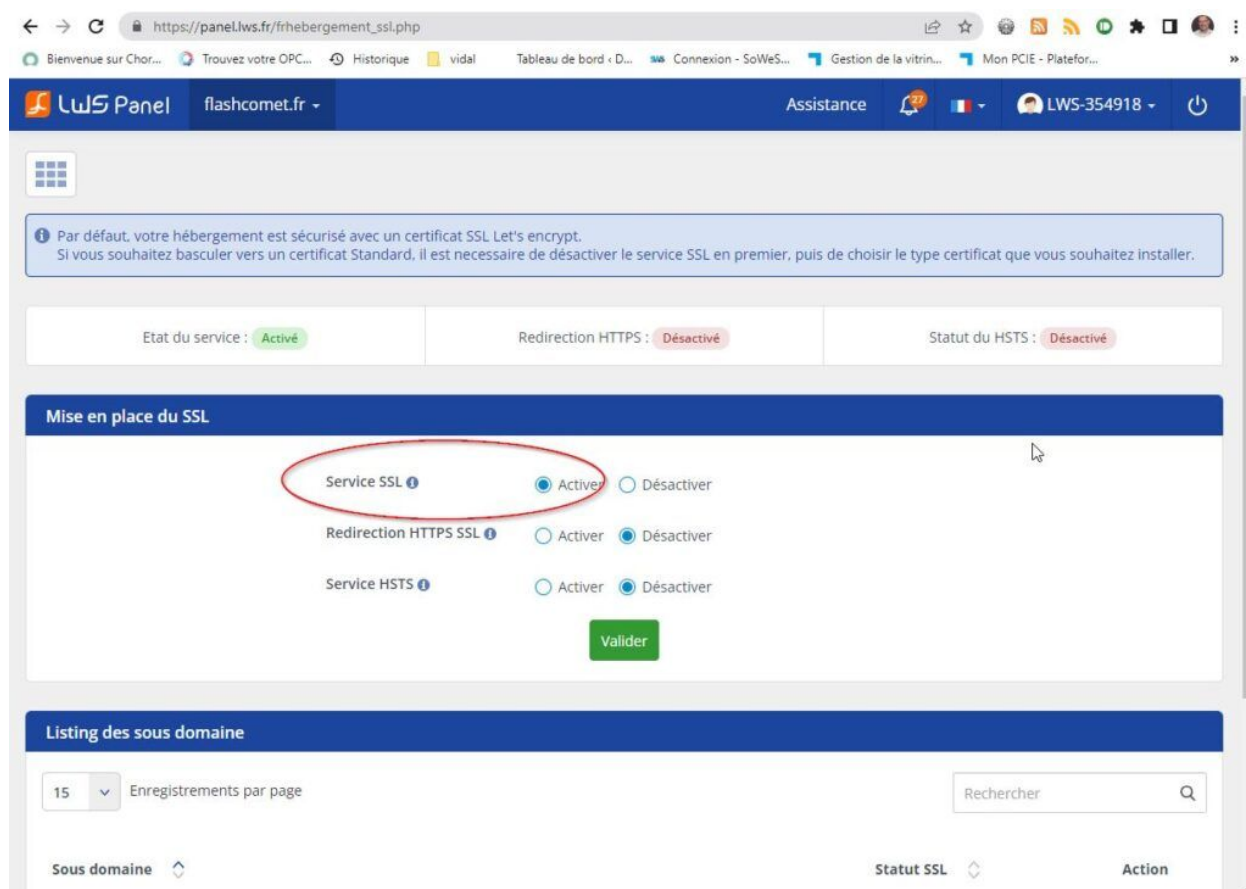 https://panel.lws.fr/frhebergement_ssl.php
Bienvenue sur Chor... Trouvez votre OPC... Historique vidal Tableau de bord ‹ D... Connexion - SoWeS... Gestion de la vitrin... Mon PCIE - Platefor... »
LWS Panel flashcomet.fr Assistance 27 LWS-354918
Par défaut, votre hébergement est sécurisé avec un certificat SSL Let's encrypt.
Si vous souhaitez basculer vers un certificat Standard, il est necessaire de désactiver le service SSL en premier, puis de choisir le type certificat que vous souhaitez installer.
Etat du service : Activé Redirection HTTPS : Désactivé Statut du HSTS : Désactivé
Mise en place du SSL
Service SSL Activer Désactiver
Redirection HTTPS SSL Activer Désactiver
Service HSTS Activer Désactiver
Valider
Listing des sous domaine
15 Enregistrements par page Rechercher
Sous domaine Statut SSL Action